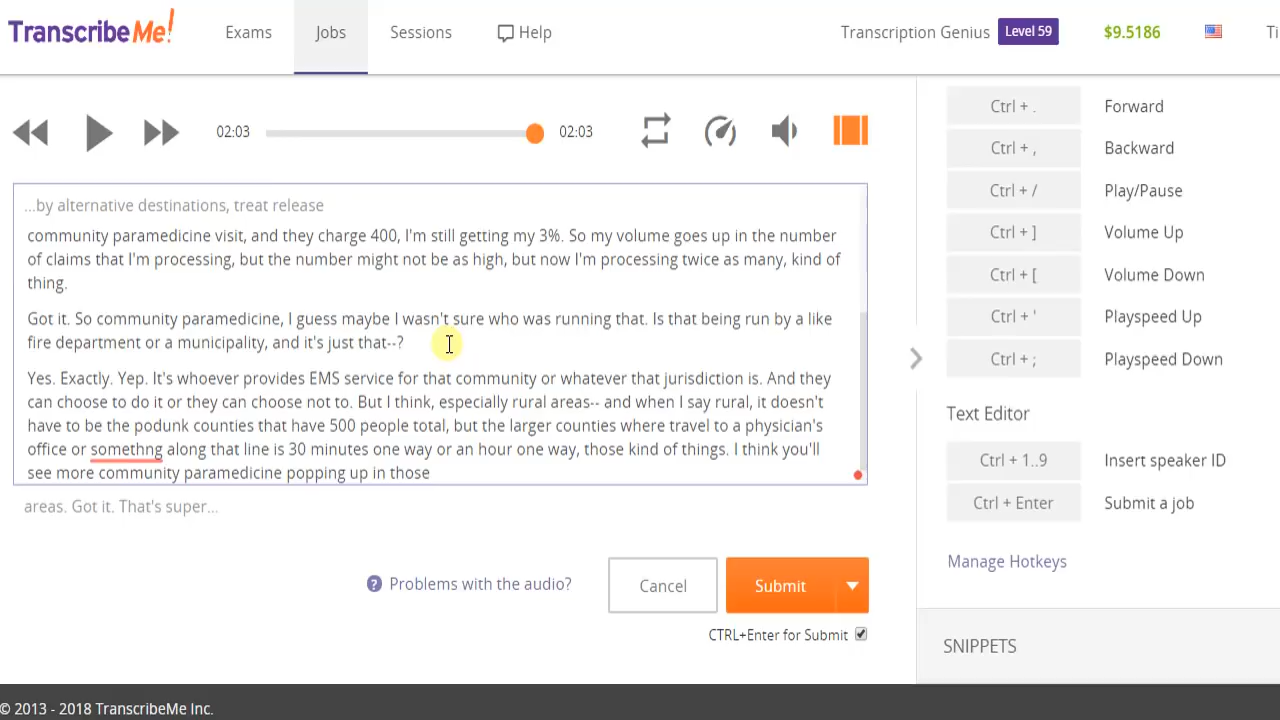 TranscribeMe!
Exams
Jobs
Sessions
Help
Transcription Genius
Level 59
$9.5186
Ti
02:03
02:03
...by alternative destinations, treat release
community paramedicine visit, and they charge 400, I'm still getting my 3%. So my volume goes up in the number
of claims that I'm processing, but the number might not be as high, but now I'm processing twice as many, kind of
thing.
Got it. So community paramedicine, I guess maybe I wasn't sure who was running that. Is that being run by a like
fire department or a municipality, and it's just that--?
Yes. Exactly. Yep. It's whoever provides EMS service for that community or whatever that jurisdiction is. And they
can choose to do it or they can choose not to. But I think, especially rural areas-- and when I say rural, it doesn't
have to be the podunk counties that have 500 people total, but the larger counties where travel to a physician's
office or somethng along that line is 30 minutes one way or an hour one way, those kind of things. I think you'll
see more community paramedicine popping up in those
areas. Got it. That's super...
Problems with the audio?
Cancel
Submit
CTRL+Enter for Submit
Ctrl + . Forward
Ctrl + , Backward
Ctrl + / Play/Pause
Ctrl + ] Volume Up
Ctrl + [ Volume Down
Ctrl + ' Playspeed Up
Ctrl + ; Playspeed Down
Text Editor
Ctrl + 1..9 Insert speaker ID
Ctrl + Enter Submit a job
Manage Hotkeys
SNIPPETS
© 2013 - 2018 TranscribeMe Inc.